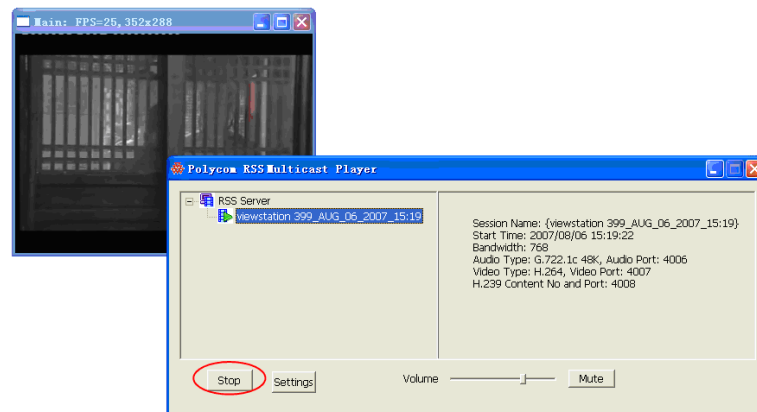 Main: FPS=25, 352x288
Polycom RSS Multicast Player
RSS Server
viewstation 399_AUG_06_2007_15:19
Session Name: {viewstation 399_AUG_06_2007_15:19}
Start Time: 2007/08/06 15:19:22
Bandwidth: 768
Audio Type: G.722.1c 48K, Audio Port: 4006
Video Type: H.264, Video Port: 4007
H.239 Content No and Port: 4008
Stop
Settings
Volume
Mute